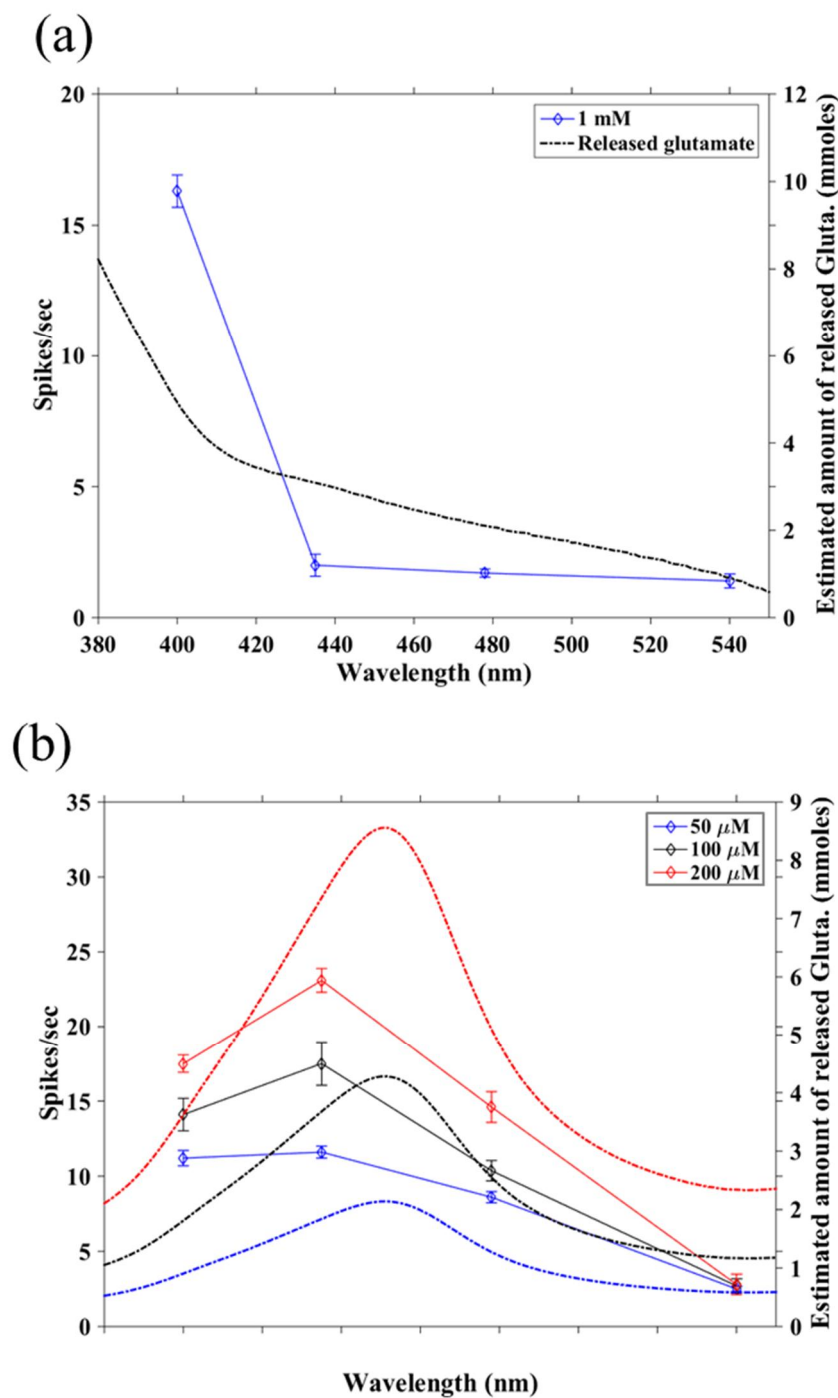 (a)
20
15
10
5
0
12
10
8
6
4
2
0
1 mM
Released glutamate
Spikes/sec
Estimated amount of released Gluta. (mmoles)
380 400 420 440 460 480 500 520 540
Wavelength (nm)
(b)
35
30
25
20
15
10
5
0
9
8
7
6
5
4
3
2
1
0
50 μM
100 μM
200 μM
Spikes/sec
Estimated amount of released Gluta. (mmoles)
Wavelength (nm)